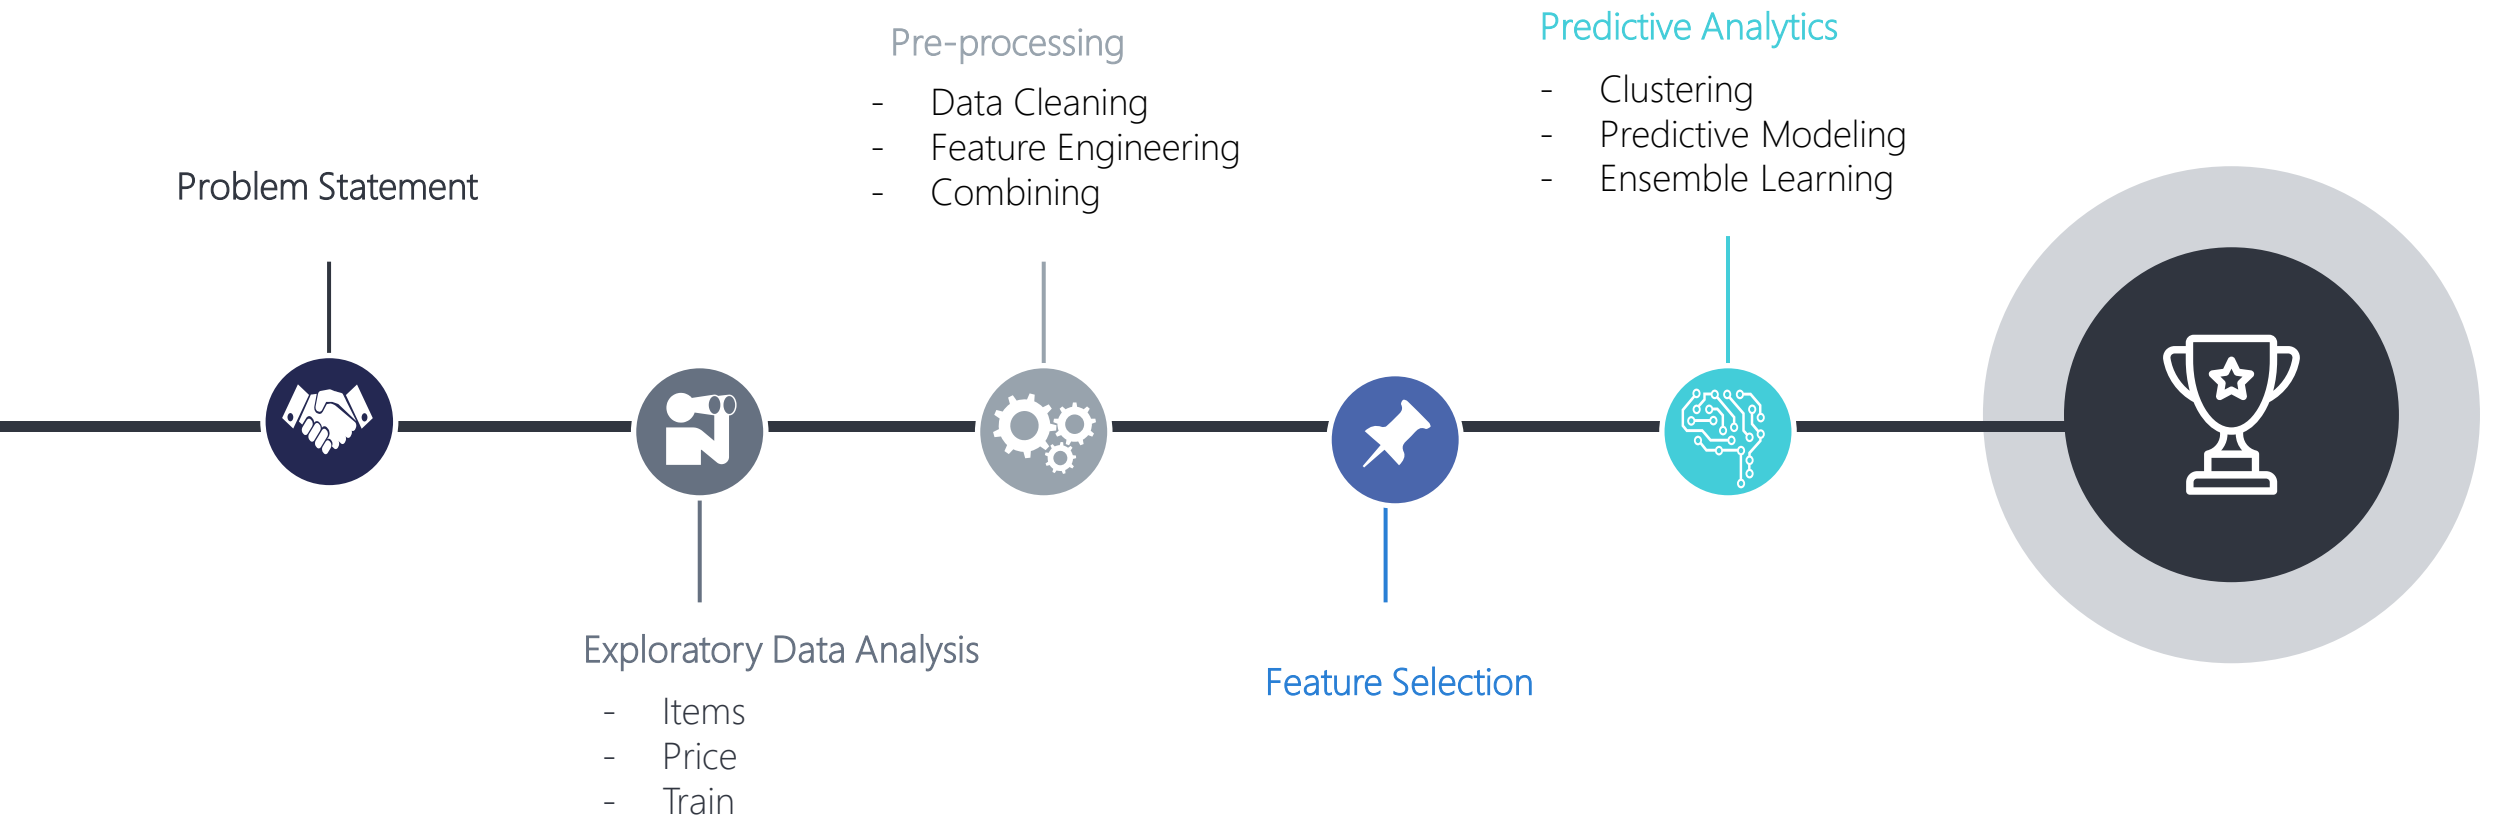 Problem Statement
Exploratory Data Analysis
- Items
- Price
- Train
Pre-processing
- Data Cleaning
- Feature Engineering
- Combining
Feature Selection
Predictive Analytics
- Clustering
- Predictive Modeling
- Ensemble Learning